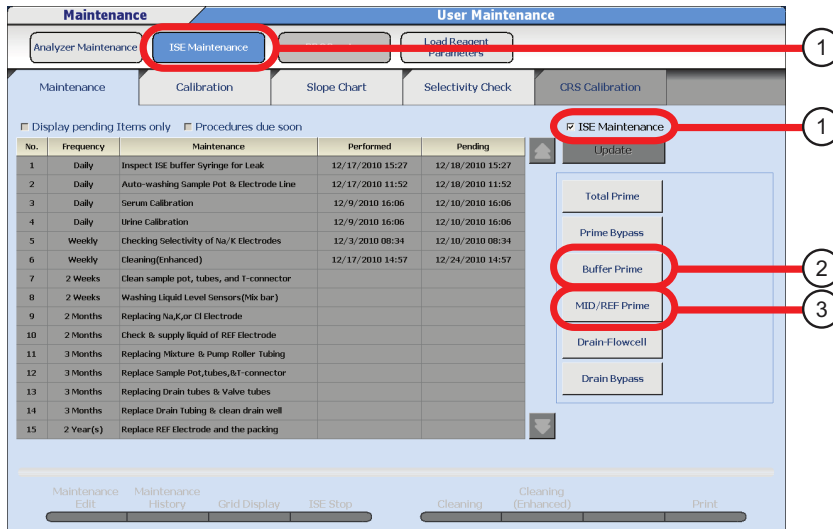 Maintenance User Maintenance
Analyzer Maintenance ISE Maintenance Load Reagent Parameters 1
Maintenance Calibration Slope Chart Selectivity Check CRS Calibration
Display pending Items only Procedures due soon ISE Maintenance 1
No. Frequency Maintenance Performed Pending Update
1 Daily Inspect ISE buffer Syringe for Leak 12/17/2010 15:27 12/18/2010 15:27
2 Daily Auto-washing Sample Pot & Electrode Line 12/17/2010 11:52 12/18/2010 11:52
3 Daily Serum Calibration 12/9/2010 16:06 12/10/2010 16:06
4 Daily Urine Calibration 12/9/2010 16:06 12/10/2010 16:06
5 Weekly Checking Selectivity of Na/K Electrodes 12/3/2010 08:34 12/10/2010 08:34
6 Weekly Cleaning(Enhanced) 12/17/2010 14:57 12/24/2010 14:57
7 2 Weeks Clean sample pot, tubes, and T-connector
8 2 Weeks Washing Liquid Level Sensors(Mix bar)
9 2 Months Replacing Na,K,or Cl Electrode
10 2 Months Check & supply liquid of REF Electrode
11 3 Months Replacing Mixture & Pump Roller Tubing
12 3 Months Replace Sample Pot,tubes,&T-connector
13 3 Months Replacing Drain tubes & Valve tubes
14 3 Months Replace Drain Tubing & clean drain well
15 2 Year(s) Replace REF Electrode and the packing
Total Prime
Prime Bypass
Buffer Prime 2
MID/REF Prime 3
Drain-Flowcell
Drain Bypass
Maintenance Edit Maintenance History Grid Display ISE Stop Cleaning Cleaning (Enhanced) Print